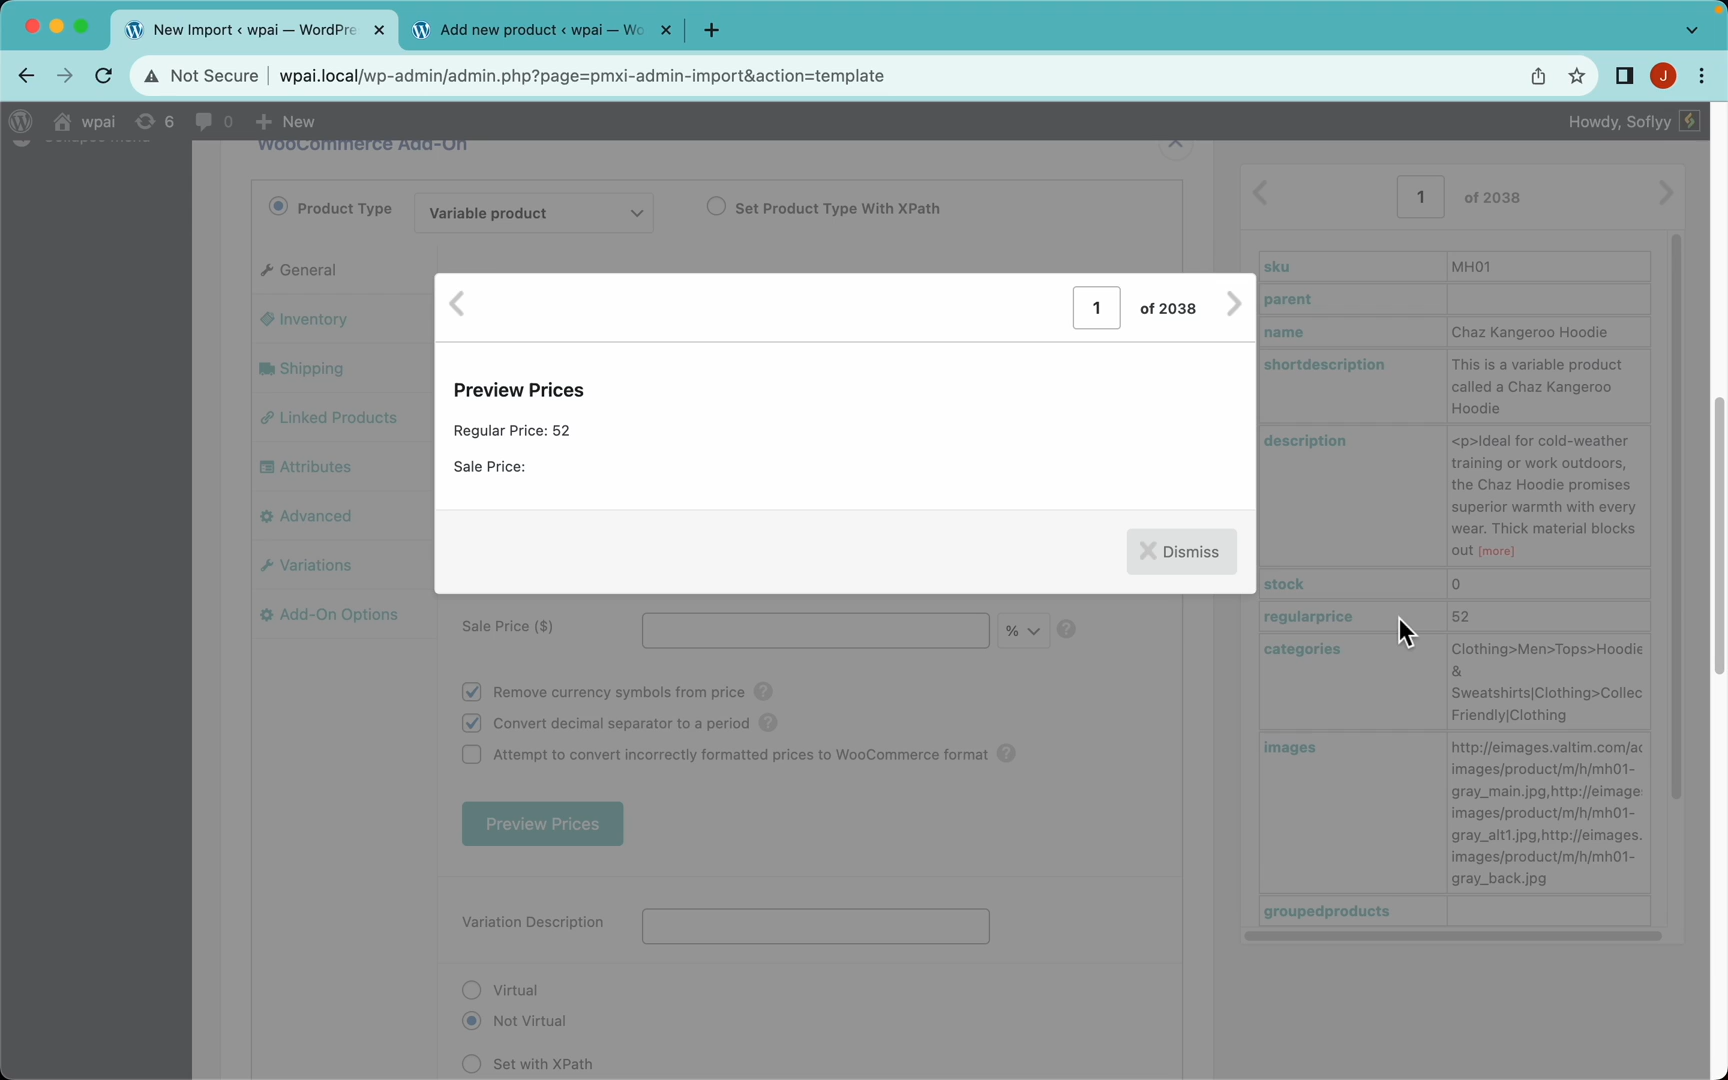 New Import ‹ wpai — WordPre
Add new product ‹ wpai — Wo
Not Secure
wpai.local/wp-admin/admin.php?page=pmxi-admin-import&action=template
J
wpai
6
0
New
Howdy, Soflyy
WooCommerce Add-On
Product Type
Variable product
Set Product Type With XPath
General
Inventory
Shipping
Linked Products
Attributes
Advanced
Variations
Add-On Options
1
of 2038
Preview Prices
Regular Price: 52
Sale Price:
Dismiss
Sale Price ($)
%
Remove currency symbols from price
Convert decimal separator to a period
Attempt to convert incorrectly formatted prices to WooCommerce format
Preview Prices
Variation Description
Virtual
Not Virtual
Set with XPath
1
of 2038
sku
MH01
parent
name
Chaz Kangeroo Hoodie
shortdescription
This is a variable product
called a Chaz Kangeroo
Hoodie
description
<p>Ideal for cold-weather
training or work outdoors,
the Chaz Hoodie promises
superior warmth with every
wear. Thick material blocks
out [more]
stock
0
regularprice
52
categories
Clothing>Men>Tops>Hoodie
&
Sweatshirts|Clothing>Collec
Friendly|Clothing
images
http://eimages.valtim.com/ac
images/product/m/h/mh01-
gray_main.jpg,http://eimage
images/product/m/h/mh01-
gray_alt1.jpg,http://eimages.
images/product/m/h/mh01-
gray_back.jpg
groupedproducts